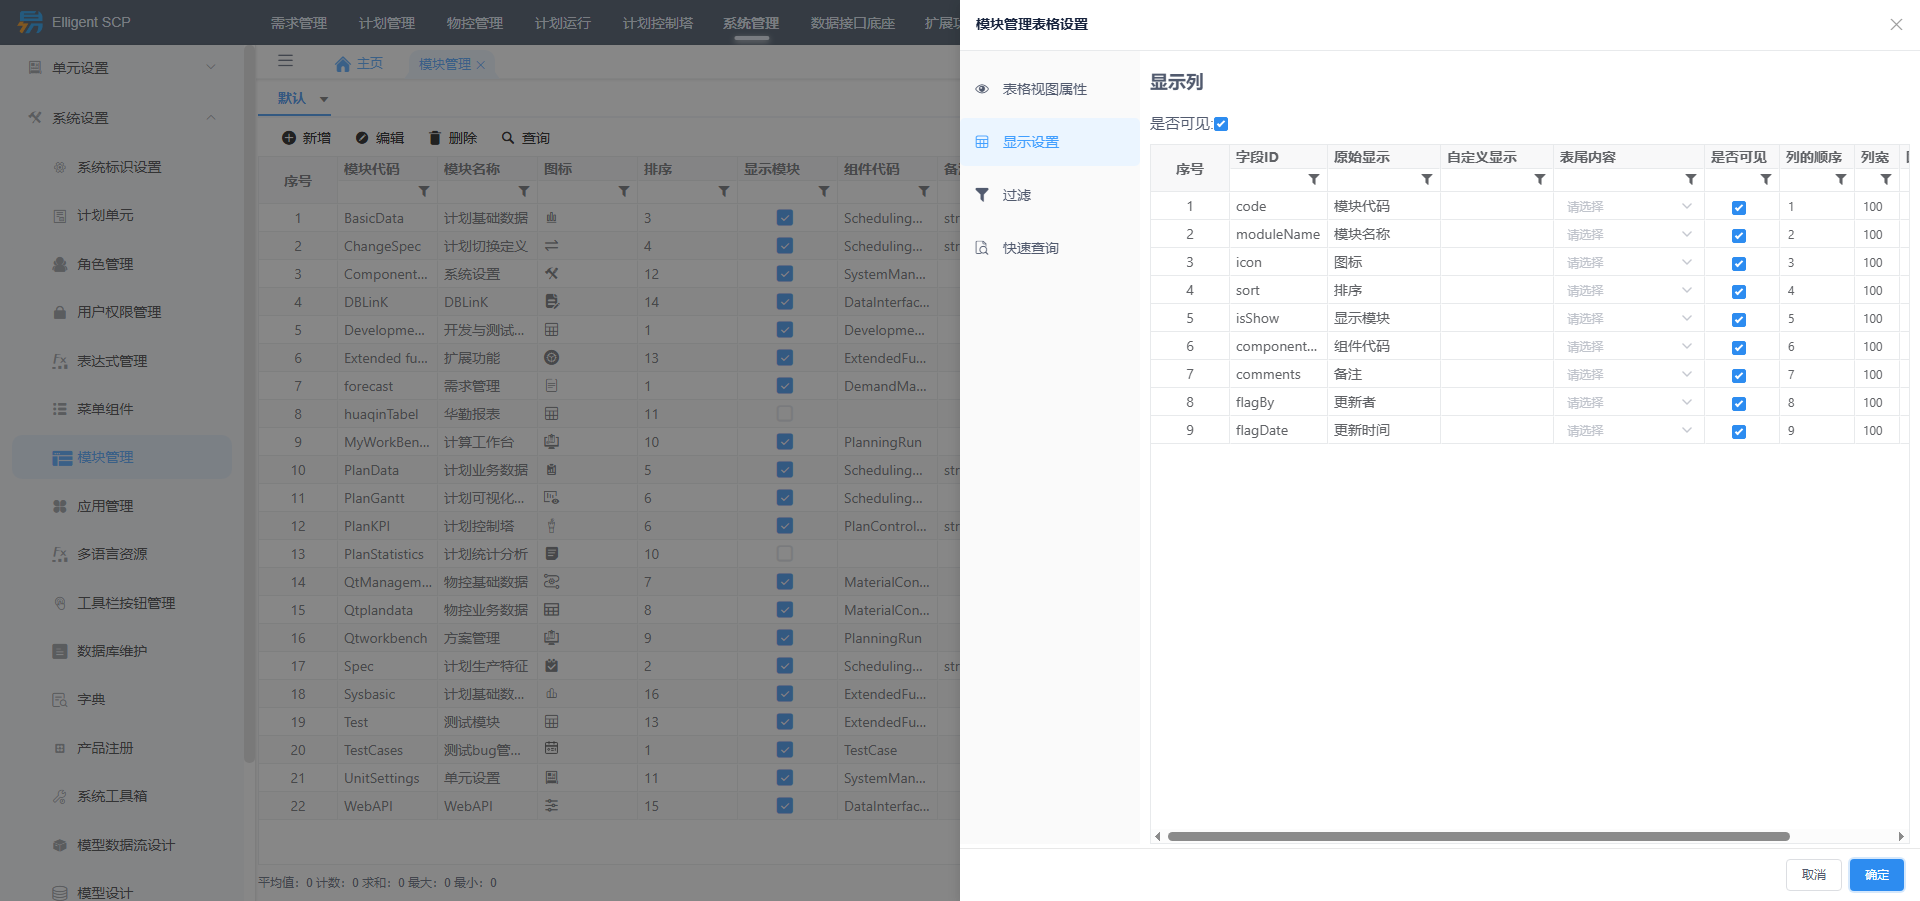 Elligent SCP
需求管理 计划管理 物控管理 计划运行 计划控制塔 系统管理 数据接口底座
单元设置
系统设置
系统标识设置
计划单元
角色管理
用户权限管理
表达式管理
菜单组件
模块管理
应用管理
多语言资源
工具栏按钮管理
数据库维护
字典
产品注册
系统工具箱
模型数据流设计
模型设计
主页 模块管理
默认
新增 编辑 删除 查询
序号 模块代码 模块名称 图标 排序 显示模块 组件代码
1 BasicData 计划基础数据 3 Scheduling... str
2 ChangeSpec 计划切换定义 4 Scheduling... str
3 Component... 系统设置 12 SystemMan...
4 DBLinK DBLinK 14 DataInterfac...
5 Developme... 开发与测试... 1 Developme...
6 Extended fu... 扩展功能 13 ExtendedFu...
7 forecast 需求管理 1 DemandMa...
8 huaqinTabel 华勤报表 11
9 MyWorkBen... 计算工作台 10 PlanningRun
10 PlanData 计划业务数据 5 Scheduling... str
11 PlanGantt 计划可视化... 6 Scheduling...
12 PlanKPI 计划控制塔 6 PlanControl... str
13 PlanStatistics 计划统计分析 10
14 QtManagem... 物控基础数据 7 MaterialCon...
15 Qtplandata 物控业务数据 8 MaterialCon...
16 Qtworkbench 方案管理 9 PlanningRun
17 Spec 计划生产特征 2 Scheduling... str
18 Sysbasic 计划基础数... 16 ExtendedFu...
19 Test 测试模块 13 ExtendedFu...
20 TestCases 测试bug管... 1 TestCase
21 UnitSettings 单元设置 11 SystemMan...
22 WebAPI WebAPI 15 DataInterfac...
平均值: 0 计数: 0 求和: 0 最大: 0 最小: 0
模块管理表格设置
表格视图属性
显示设置
过滤
快速查询
显示列
是否可见:
序号 字段ID 原始显示 自定义显示 表尾内容 是否可见 列的顺序 列宽
1 code 模块代码 请选择 1 100
2 moduleName 模块名称 请选择 2 100
3 icon 图标 请选择 3 100
4 sort 排序 请选择 4 100
5 isShow 显示模块 请选择 5 100
6 component... 组件代码 请选择 6 100
7 comments 备注 请选择 7 100
8 flagBy 更新者 请选择 8 100
9 flagDate 更新时间 请选择 9 100
取消 确定